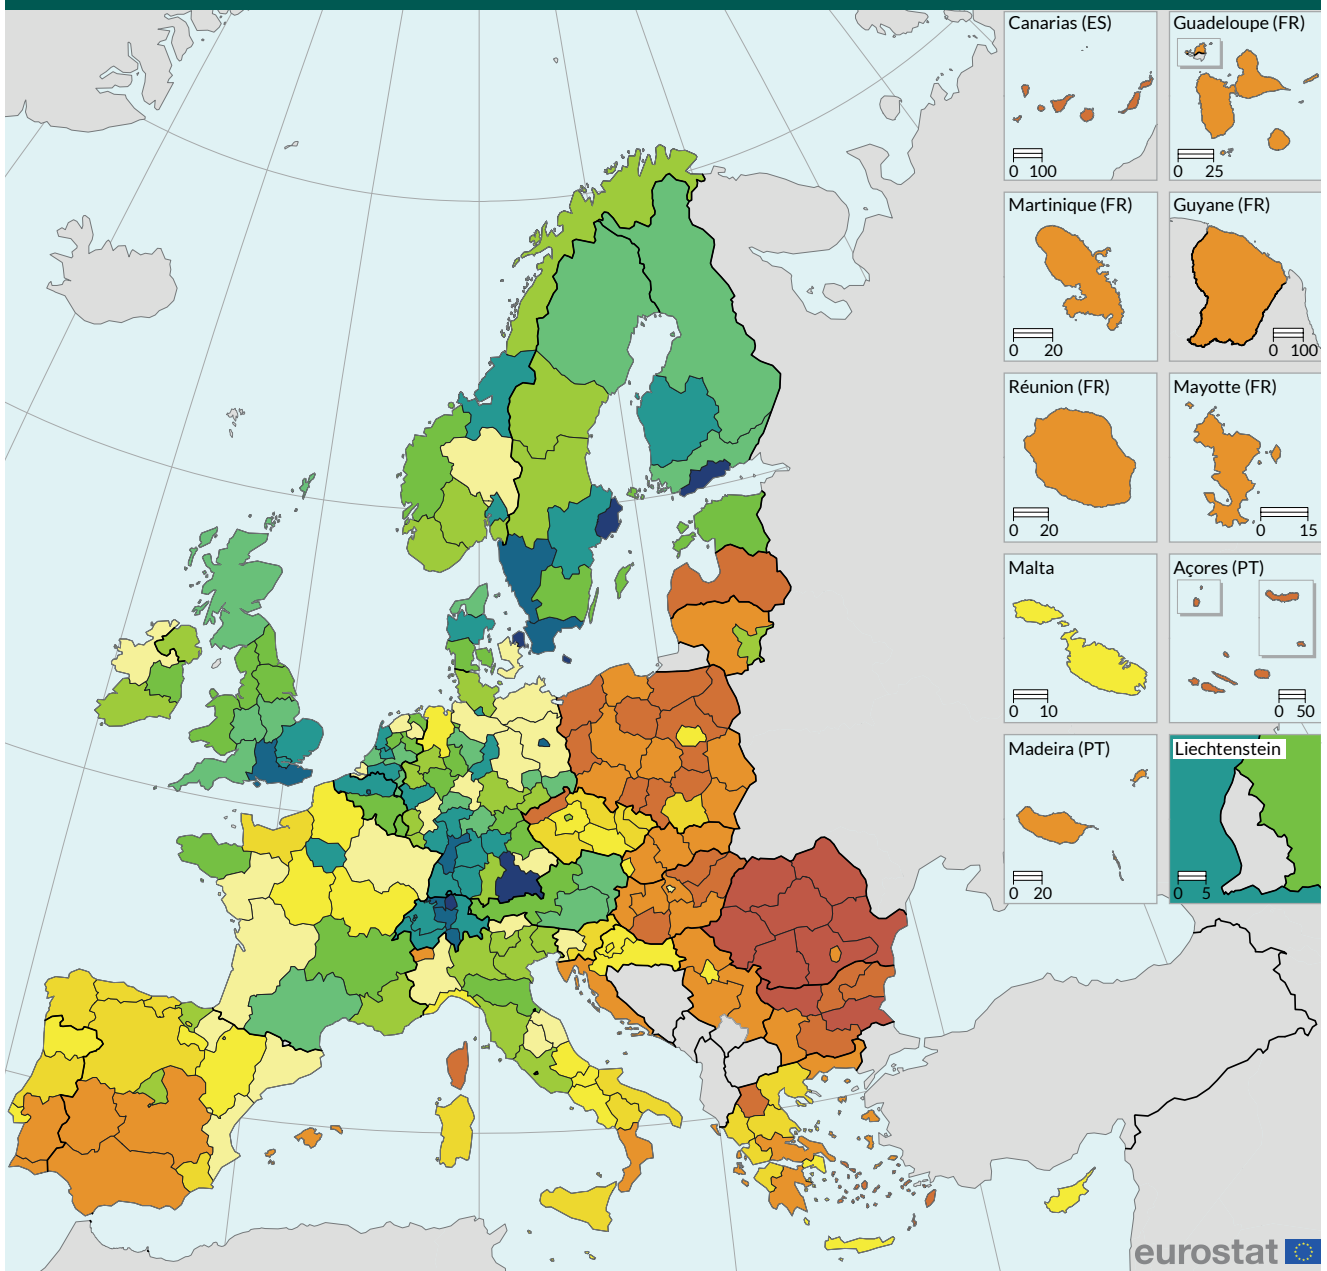 Canarias (ES)
0 100
Guadeloupe (FR)
0 25
Martinique (FR)
0 20
Guyane (FR)
0 100
Réunion (FR)
0 20
Mayotte (FR)
0 15
Malta
0 10
Açores (PT)
0 50
Madeira (PT)
0 20
Liechtenstein
0 5
eurostat